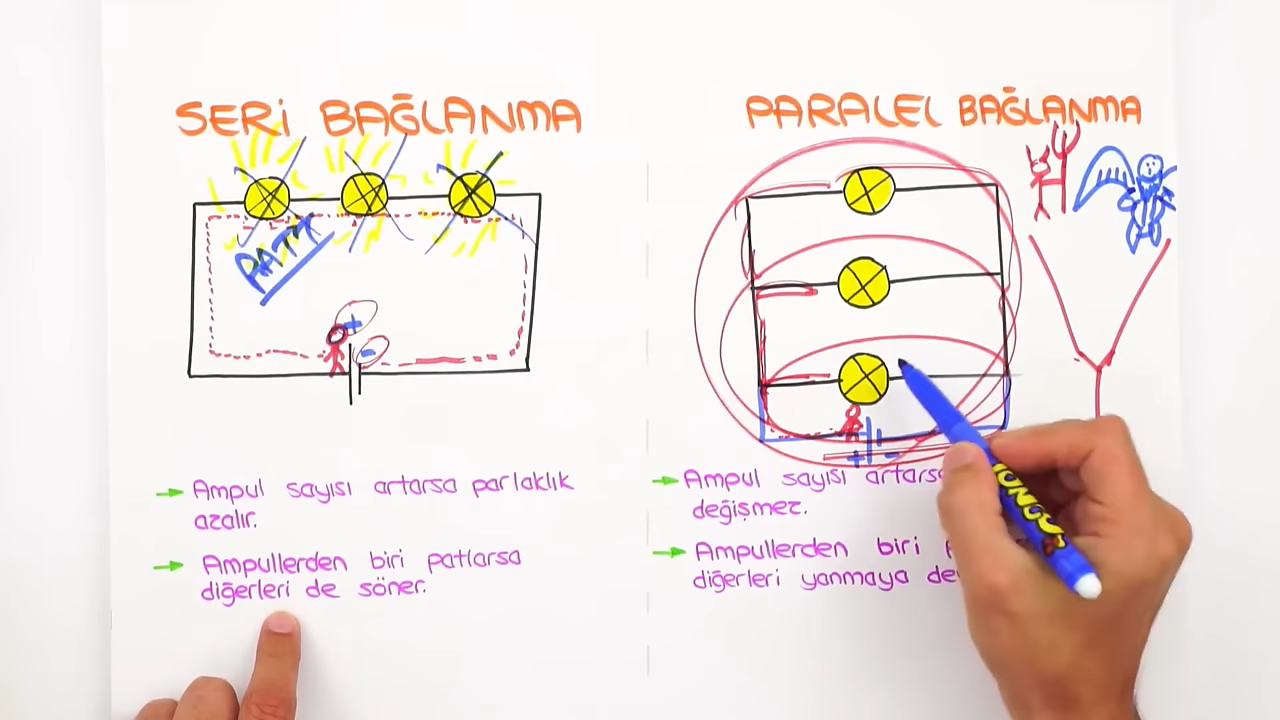 SERİ BAĞLANMA
PATT
+
-
→ Ampul sayısı artarsa parlaklık
azalır.
→ Ampullerden biri patlarsa
diğerleri de söner.
PARALEL BAĞLANMA
+ -
→ Ampul sayısı artarsa
değişmez.
→ Ampullerden biri
diğerleri yanmaya